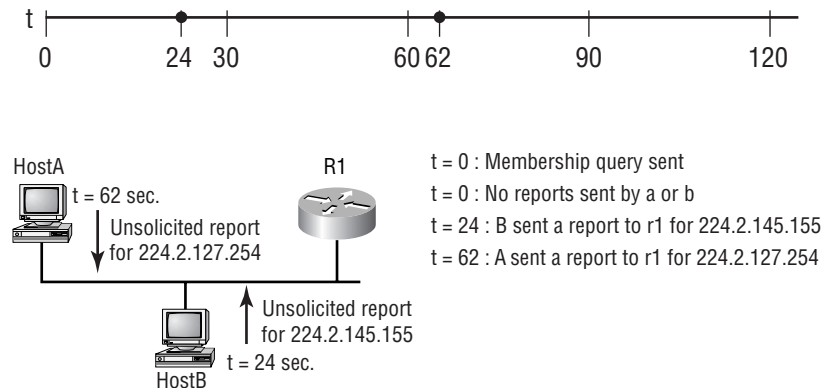 t
0 24 30 60 62 90 120
HostA
t = 62 sec.
Unsolicited report
for 224.2.127.254
R1
t = 0 : Membership query sent
t = 0 : No reports sent by a or b
t = 24 : B sent a report to r1 for 224.2.145.155
t = 62 : A sent a report to r1 for 224.2.127.254
Unsolicited report
for 224.2.145.155
t = 24 sec.
HostB